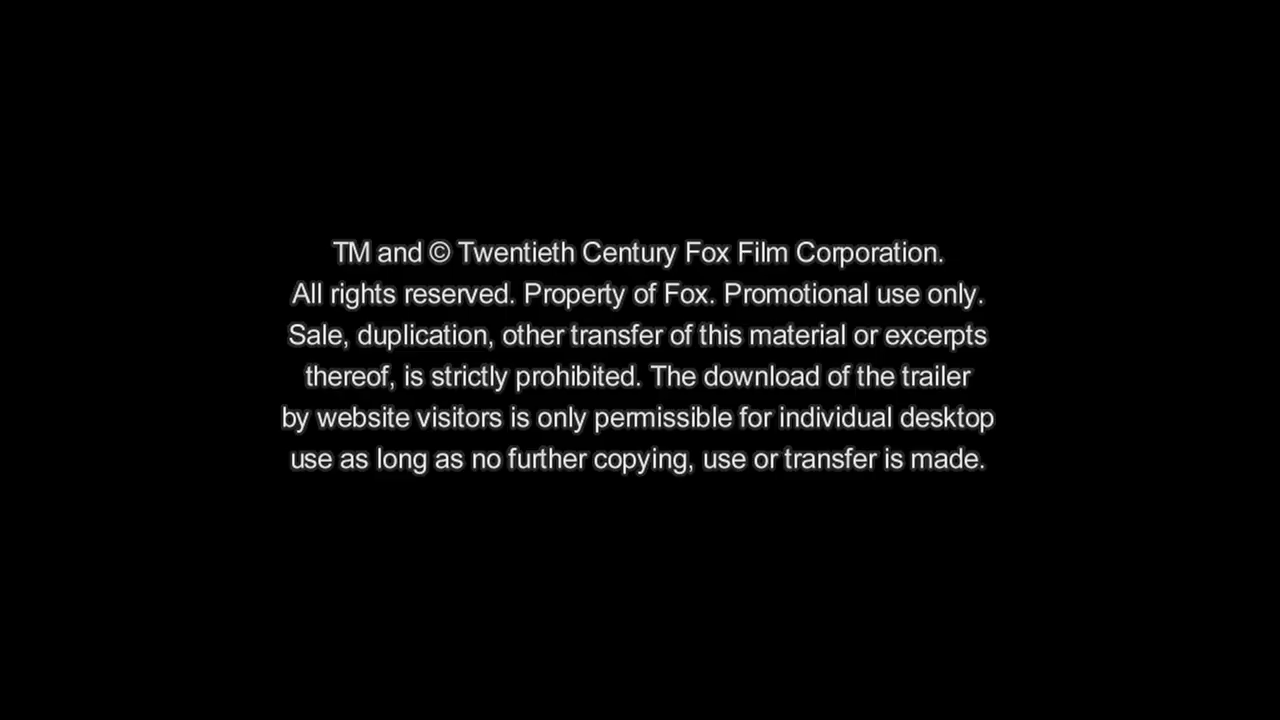 TM and © Twentieth Century Fox Film Corporation.
All rights reserved. Property of Fox. Promotional use only.
Sale, duplication, other transfer of this material or excerpts
thereof, is strictly prohibited. The download of the trailer
by website visitors is only permissible for individual desktop
use as long as no further copying, use or transfer is made.